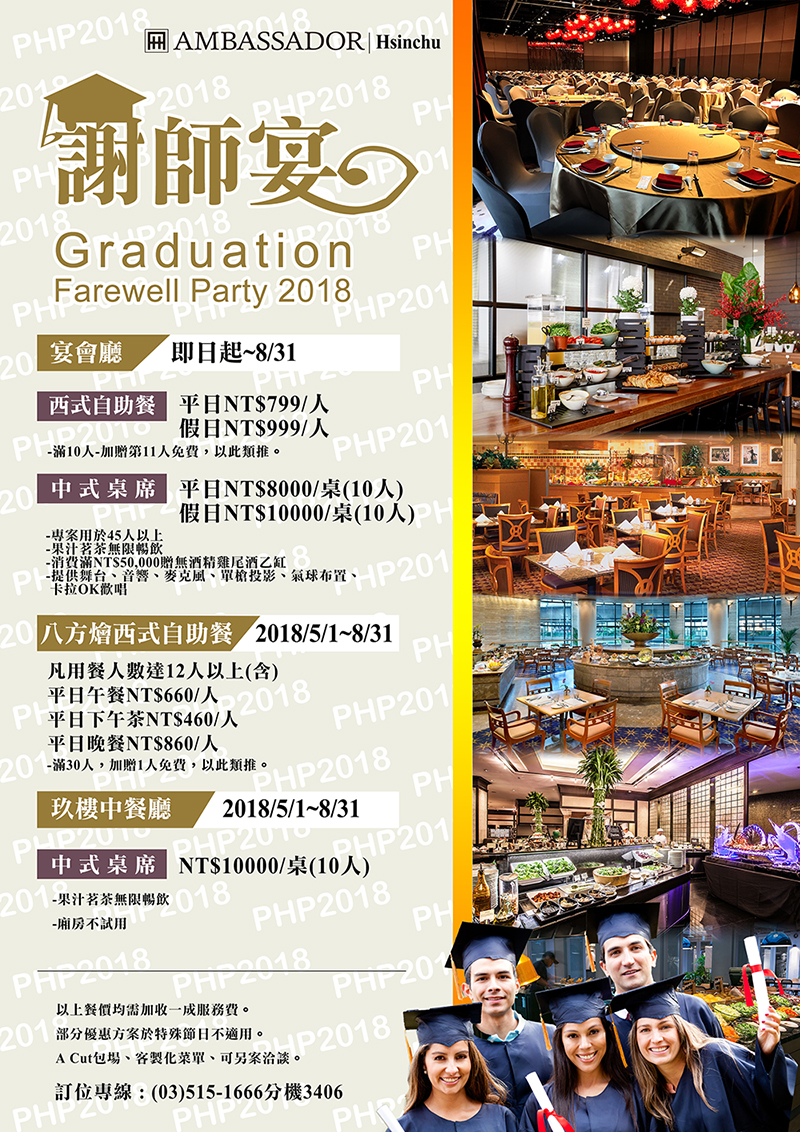 AMBASSADOR | Hsinchu
謝師宴
Graduation
Farewell Party 2018
宴會廳 即日起~8/31
西式自助餐 平日NT$799/人
假日NT$999/人
-滿10人-加贈第11人免費，以此類推。
中式桌席 平日NT$8000/桌(10人)
假日NT$10000/桌(10人)
-專案用於45人以上
-果汁茗茶無限暢飲
-消費滿NT$50,000贈無酒精雞尾酒乙缸
-提供舞台、音響、麥克風、單槍投影、氣球布置、
卡拉OK歡唱
八方燴西式自助餐 2018/5/1~8/31
凡用餐人數達12人以上(含)
平日午餐NT$660/人
平日下午茶NT$460/人
平日晚餐NT$860/人
-滿30人，加贈1人免費，以此類推。
玖樓中餐廳 2018/5/1~8/31
中式桌席 NT$10000/桌(10人)
-果汁茗茶無限暢飲
-廂房不試用
以上餐價均需加收一成服務費。
部分優惠方案於特殊節日不適用。
A Cut包場、客製化菜單、可另案洽談。
訂位專線：(03)515-1666分機3406
PHP2018